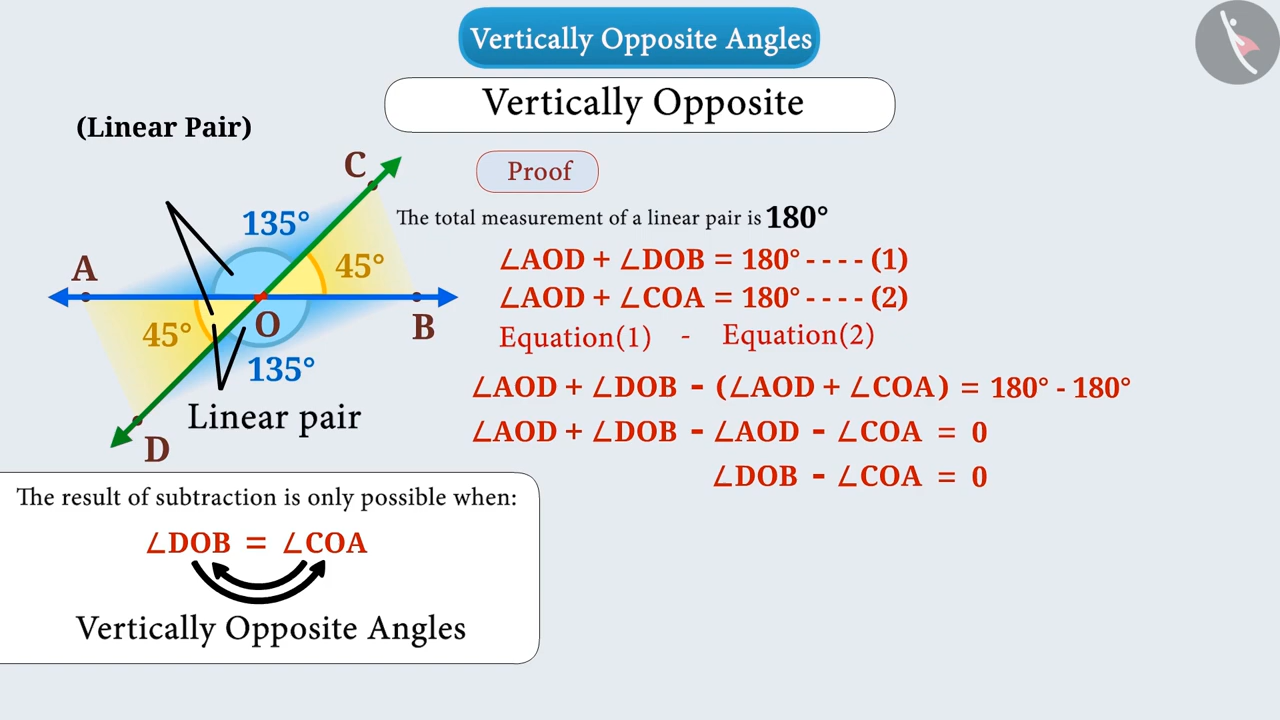 Vertically Opposite Angles
Vertically Opposite
(Linear Pair)
C
135°
45°
A
O
B
45°
135°
Linear pair
D
Proof
The total measurement of a linear pair is 180°
∠AOD + ∠DOB = 180° - - - - (1)
∠AOD + ∠COA = 180° - - - - (2)
Equation(1) - Equation(2)
∠AOD + ∠DOB - (∠AOD + ∠COA) = 180° - 180°
∠AOD + ∠DOB - ∠AOD - ∠COA = 0
∠DOB - ∠COA = 0
The result of subtraction is only possible when:
∠DOB = ∠COA
Vertically Opposite Angles